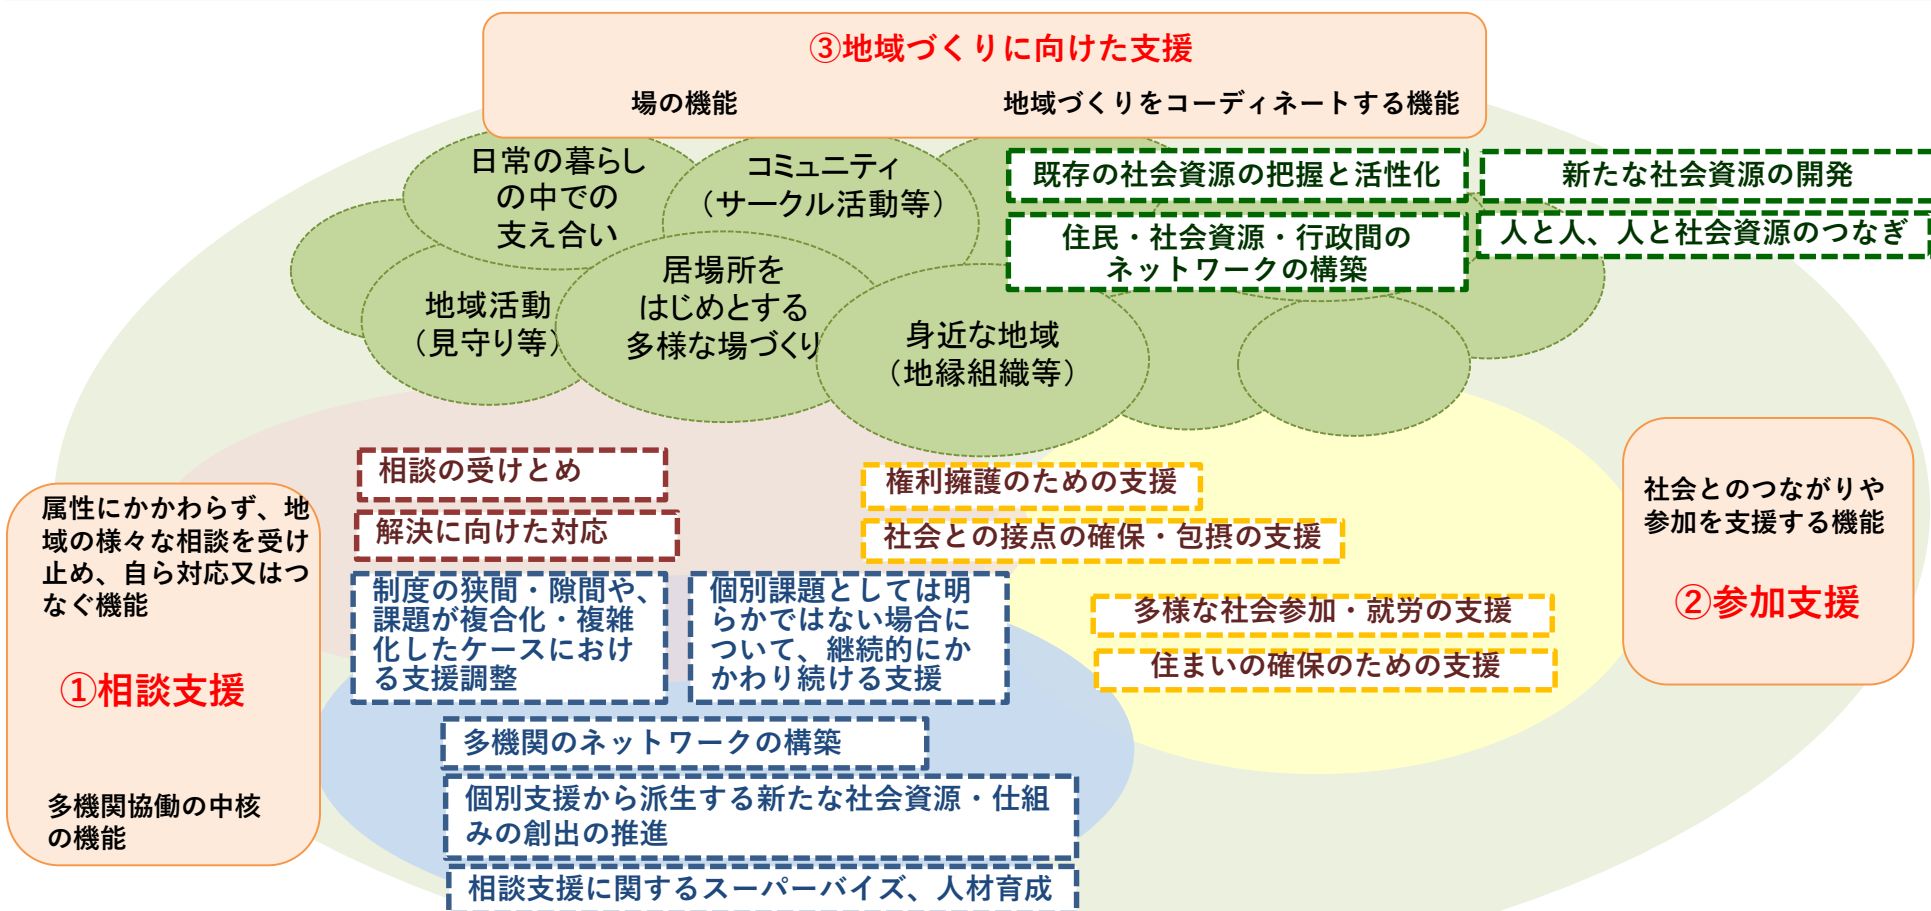 ③地域づくりに向けた支援
場の機能
地域づくりをコーディネートする機能
日常の暮らし
の中での
支え合い
コミュニティ
（サークル活動等）
地域活動
（見守り等）
居場所を
はじめとする
多様な場づくり
身近な地域
（地縁組織等）
既存の社会資源の把握と活性化
新たな社会資源の開発
住民・社会資源・行政間の
ネットワークの構築
人と人、人と社会資源のつなぎ
属性にかかわらず、地
域の様々な相談を受け
止め、自ら対応又はつ
なぐ機能
①相談支援
多機関協働の中核
の機能
相談の受けとめ
解決に向けた対応
制度の狭間・隙間や、
課題が複合化・複雑
化したケースにおけ
る支援調整
個別課題としては明
らかではない場合に
ついて、継続的にか
かわり続ける支援
多機関のネットワークの構築
個別支援から派生する新たな社会資源・仕組
みの創出の推進
相談支援に関するスーパーバイズ、人材育成
権利擁護のための支援
社会との接点の確保・包摂の支援
多様な社会参加・就労の支援
住まいの確保のための支援
社会とのつながりや
参加を支援する機能
②参加支援